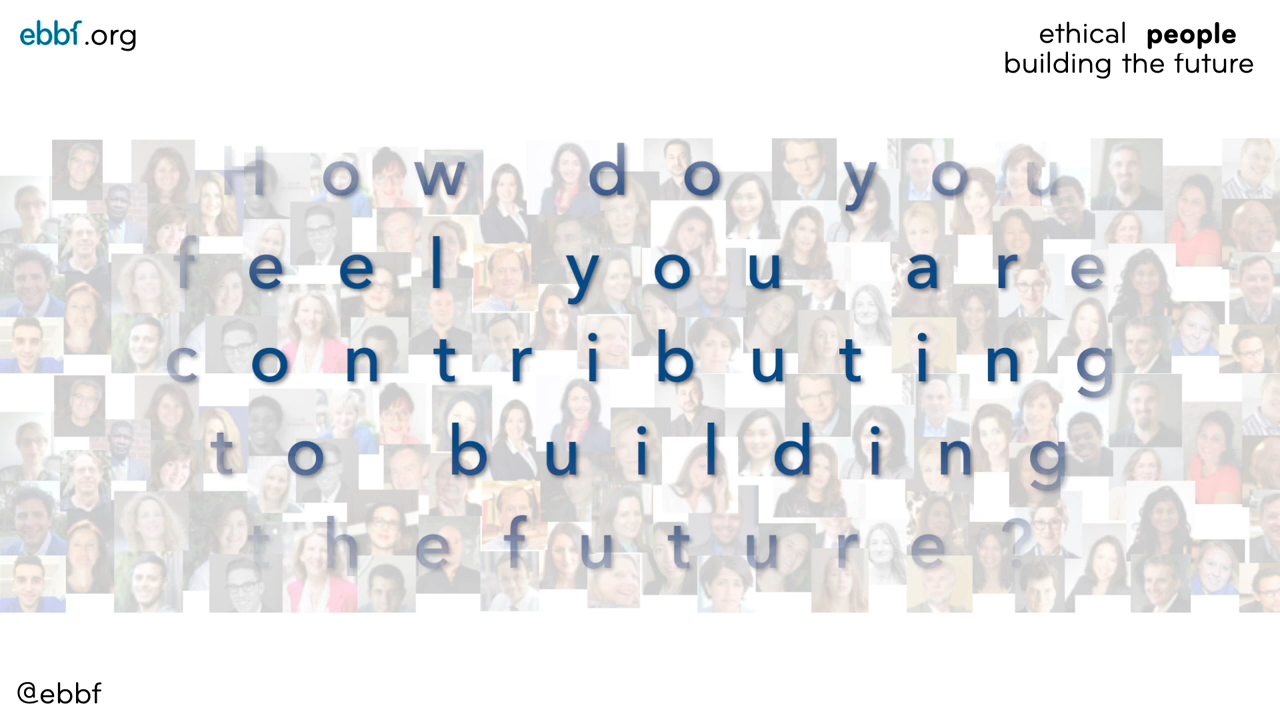 ebbf.org
ethical people
building the future
How do you
feel you are
contributing
to building
the future?
@ebbf